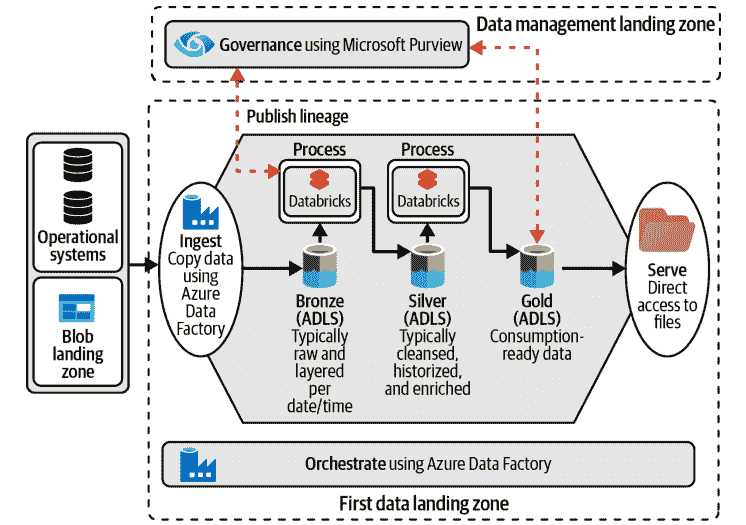 Data management landing zone
Governance using Microsoft Purview
Publish lineage
Process
Process
Databricks
Databricks
Operational
systems
Blob
landing
zone
Ingest
Copy data
using
Azure
Data
Factory
Bronze
(ADLS)
Typically
raw and
layered
per
date/time
Silver
(ADLS)
Typically
cleansed,
historized,
and enriched
Gold
(ADLS)
Consumption-
ready data
Serve
Direct
access to
files
Orchestrate using Azure Data Factory
First data landing zone